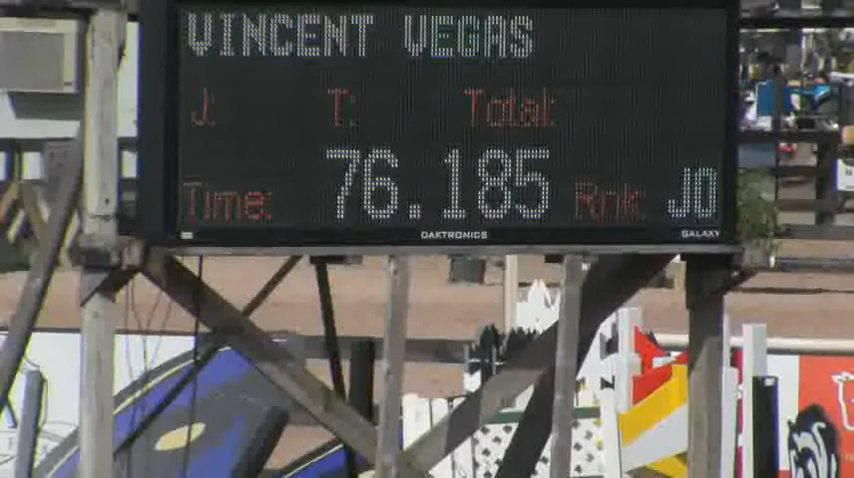 VINCENT VEGAS
J: T: Total:
Time: 76.185 Rnk: JO
DAKTRONICS GALAXY